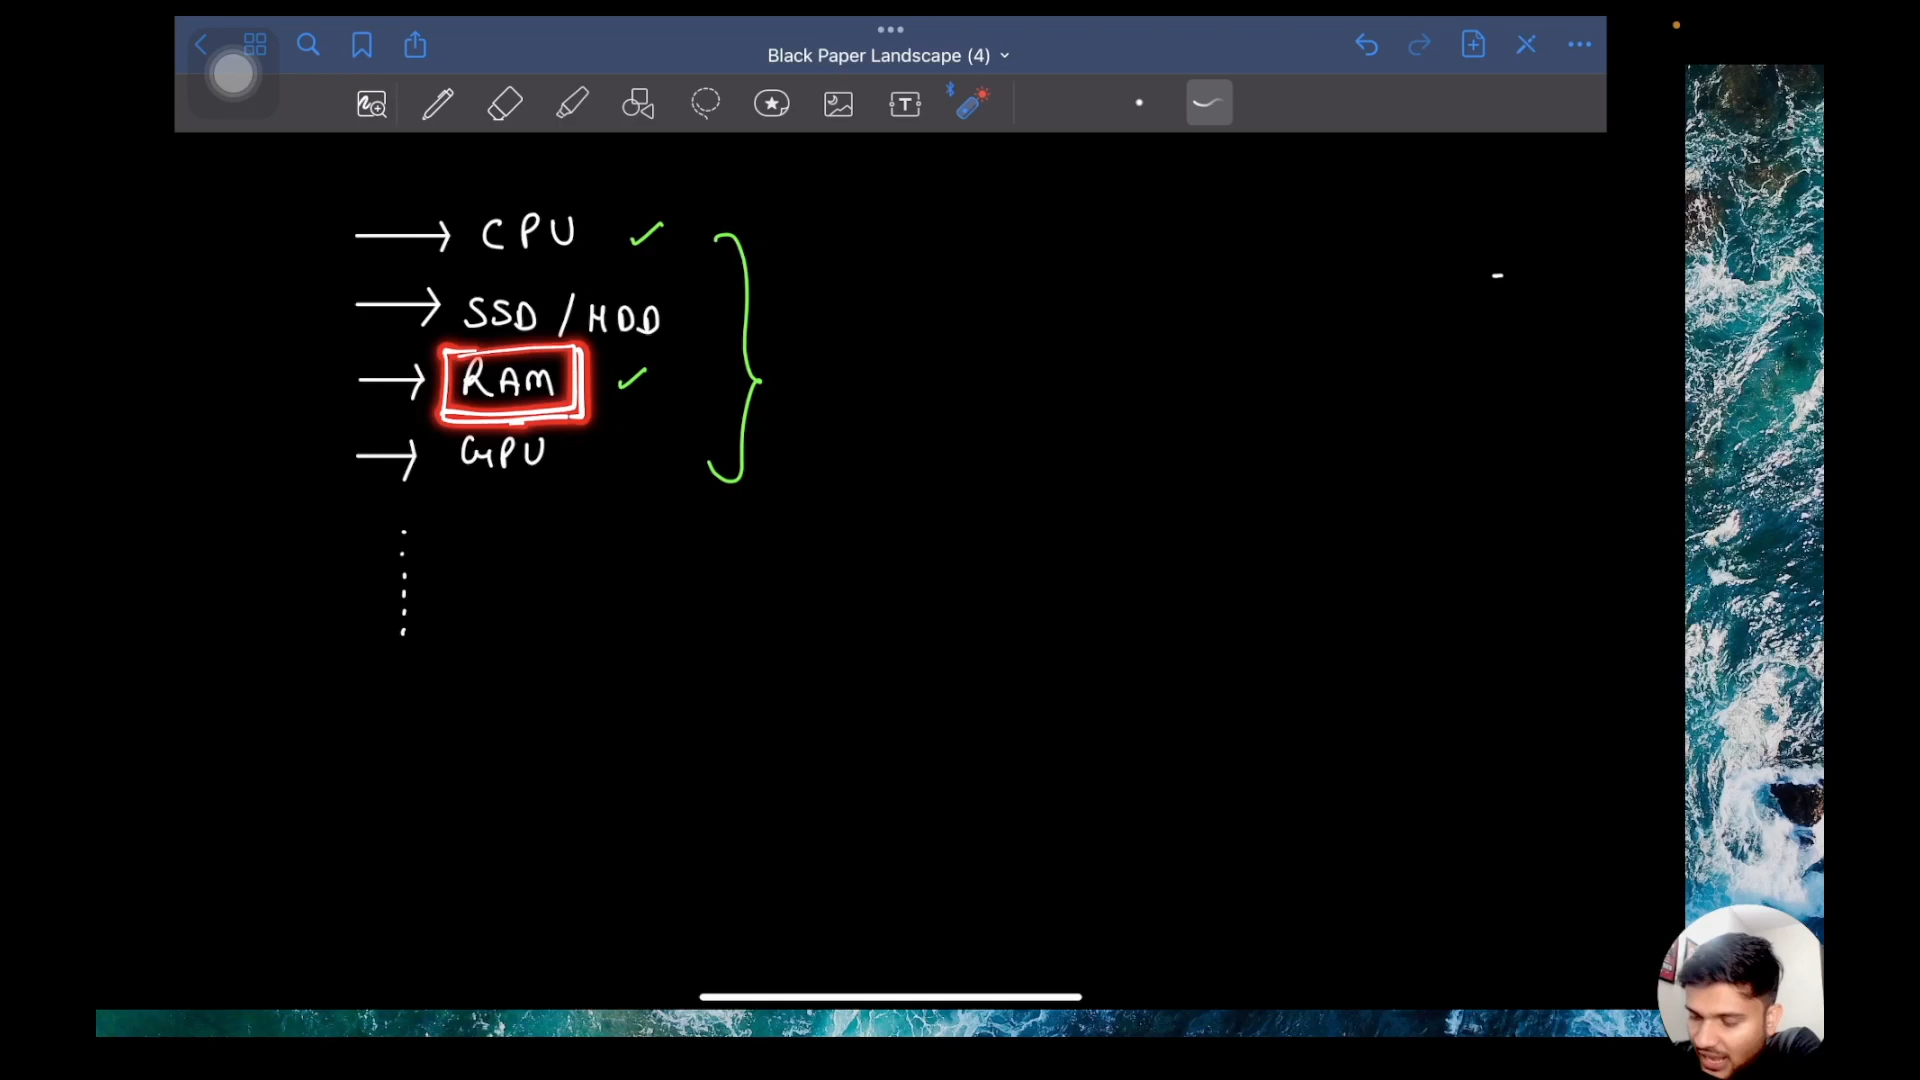 Black Paper Landscape (4)
CPU ✓
SSD / HDD
RAM ✓
GPU